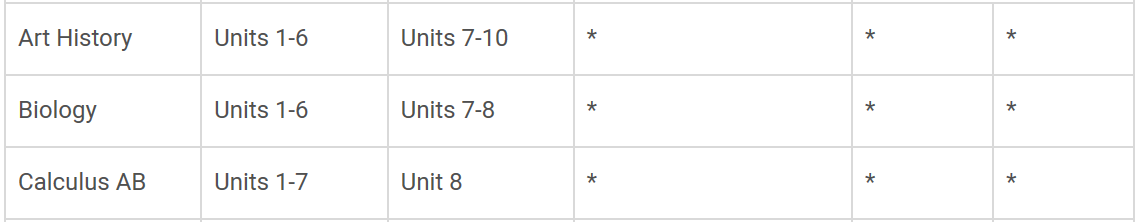 Art History Units 1-6 Units 7-10 * * *
Biology Units 1-6 Units 7-8 * * *
Calculus AB Units 1-7 Unit 8 * * *